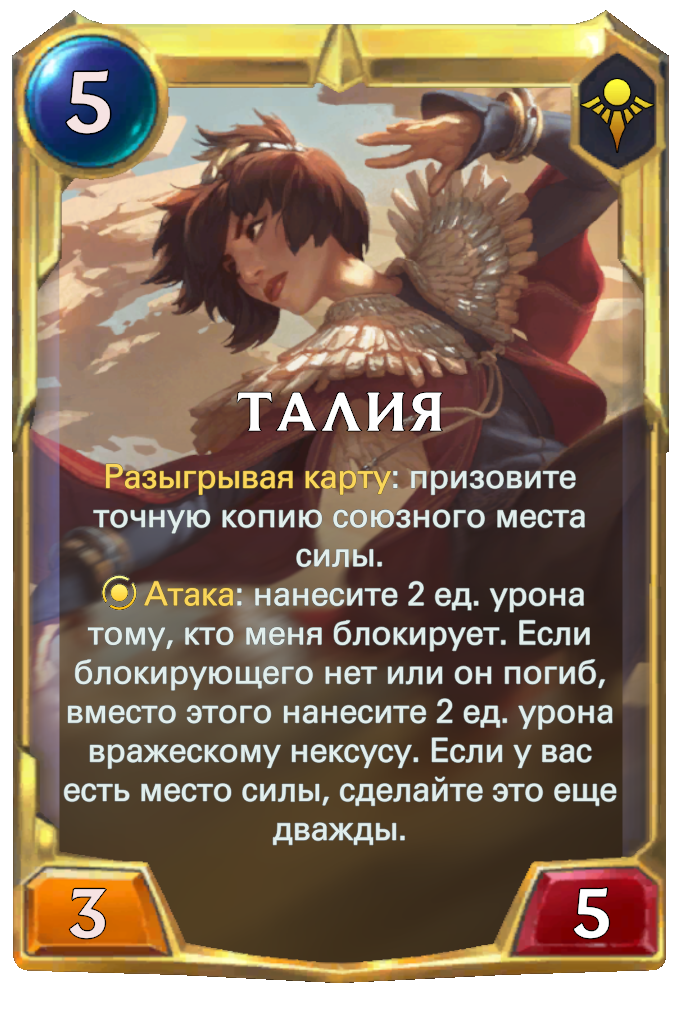 5
ТАЛИЯ
Разыгрывая карту: призовите
точную копию союзного места
силы.
Атака: нанесите 2 ед. урона
тому, кто меня блокирует. Если
блокирующего нет или он погиб,
вместо этого нанесите 2 ед. урона
вражескому нексусу. Если у вас
есть место силы, сделайте это еще
дважды.
3
5